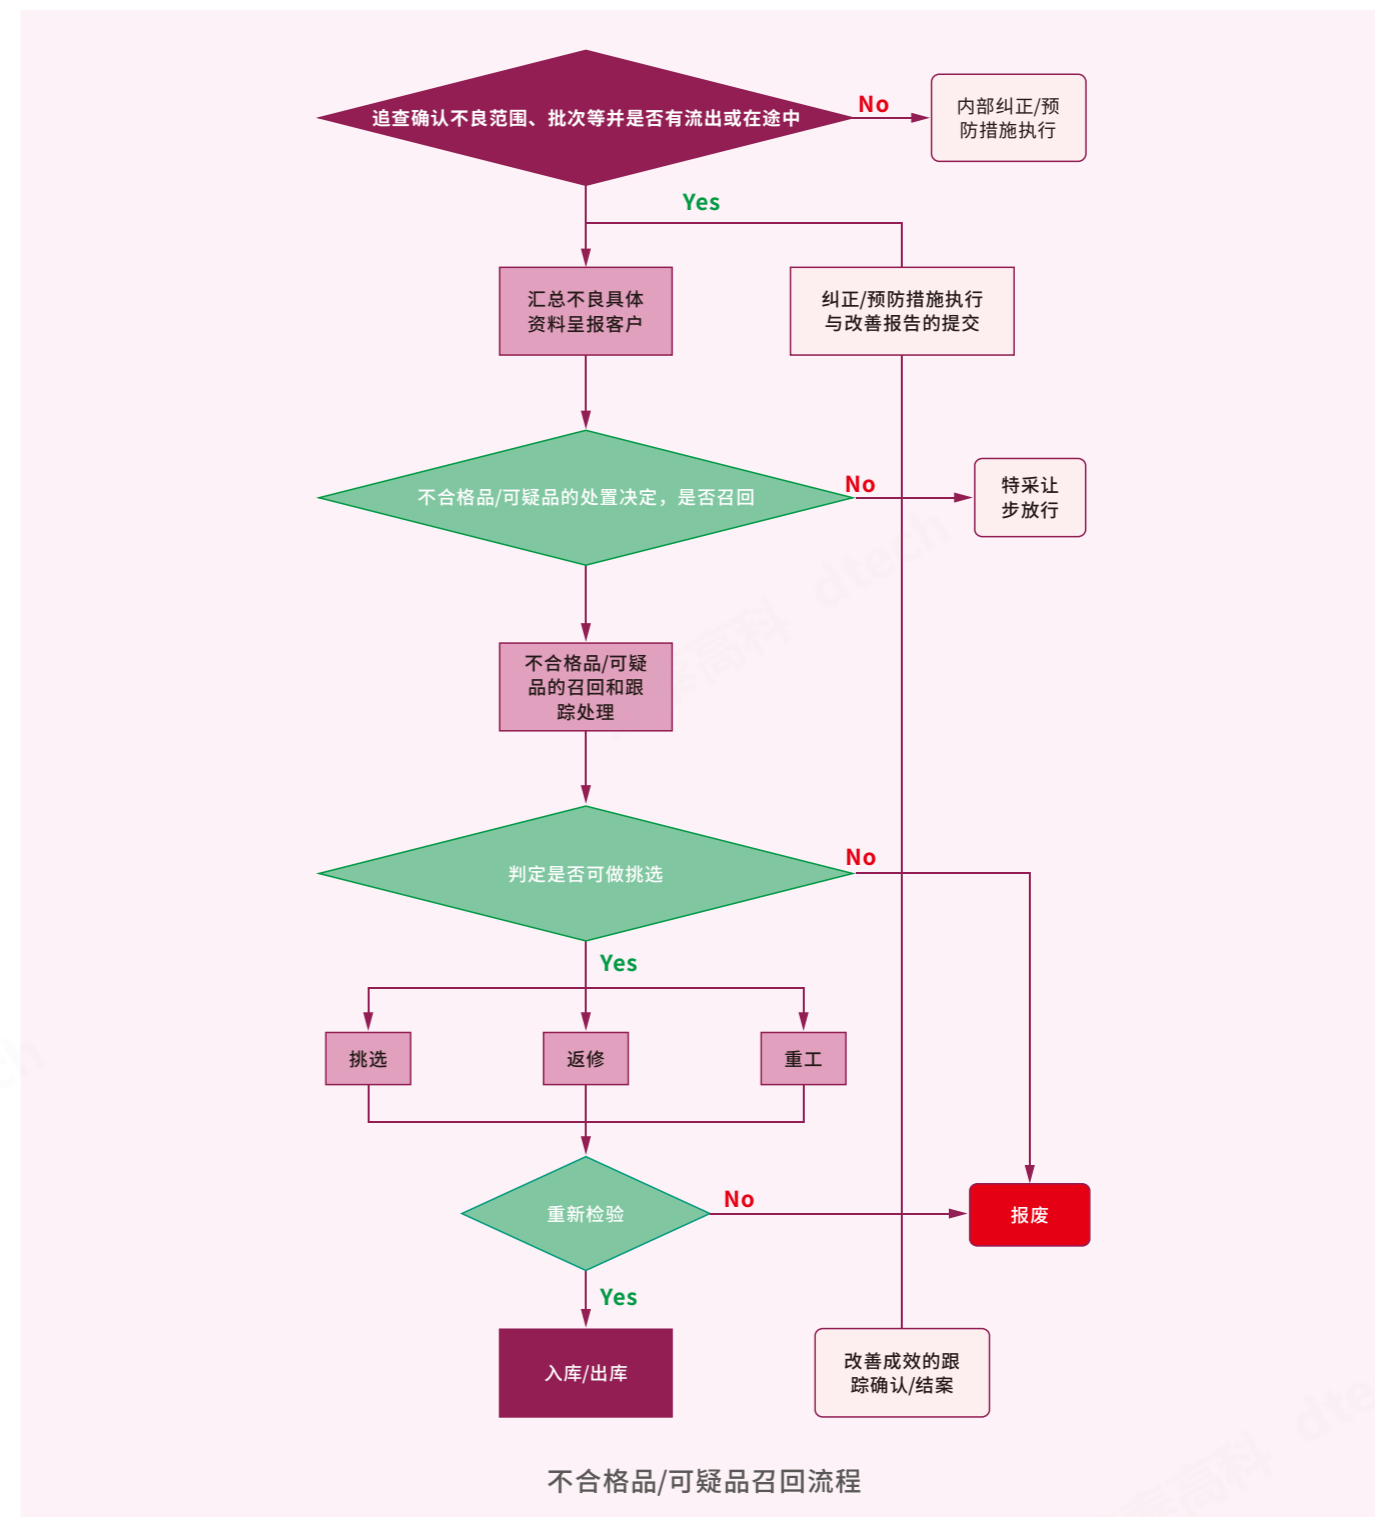 追查确认不良范围、批次等并是否有流出或在途中
No
内部纠正/预
防措施执行
Yes
汇总不良具体
资料呈报客户
纠正/预防措施执行
与改善报告的提交
不合格品/可疑品的处置决定，是否召回
No
特采让
步放行
dtech
高科
不合格品/可疑
品的召回和跟
踪处理
判定是否可做挑选
No
Yes
挑选
返修
重工
重新检验
No
报废
Yes
入库/出库
改善成效的跟
踪确认/结案
高科
不合格品/可疑品召回流程